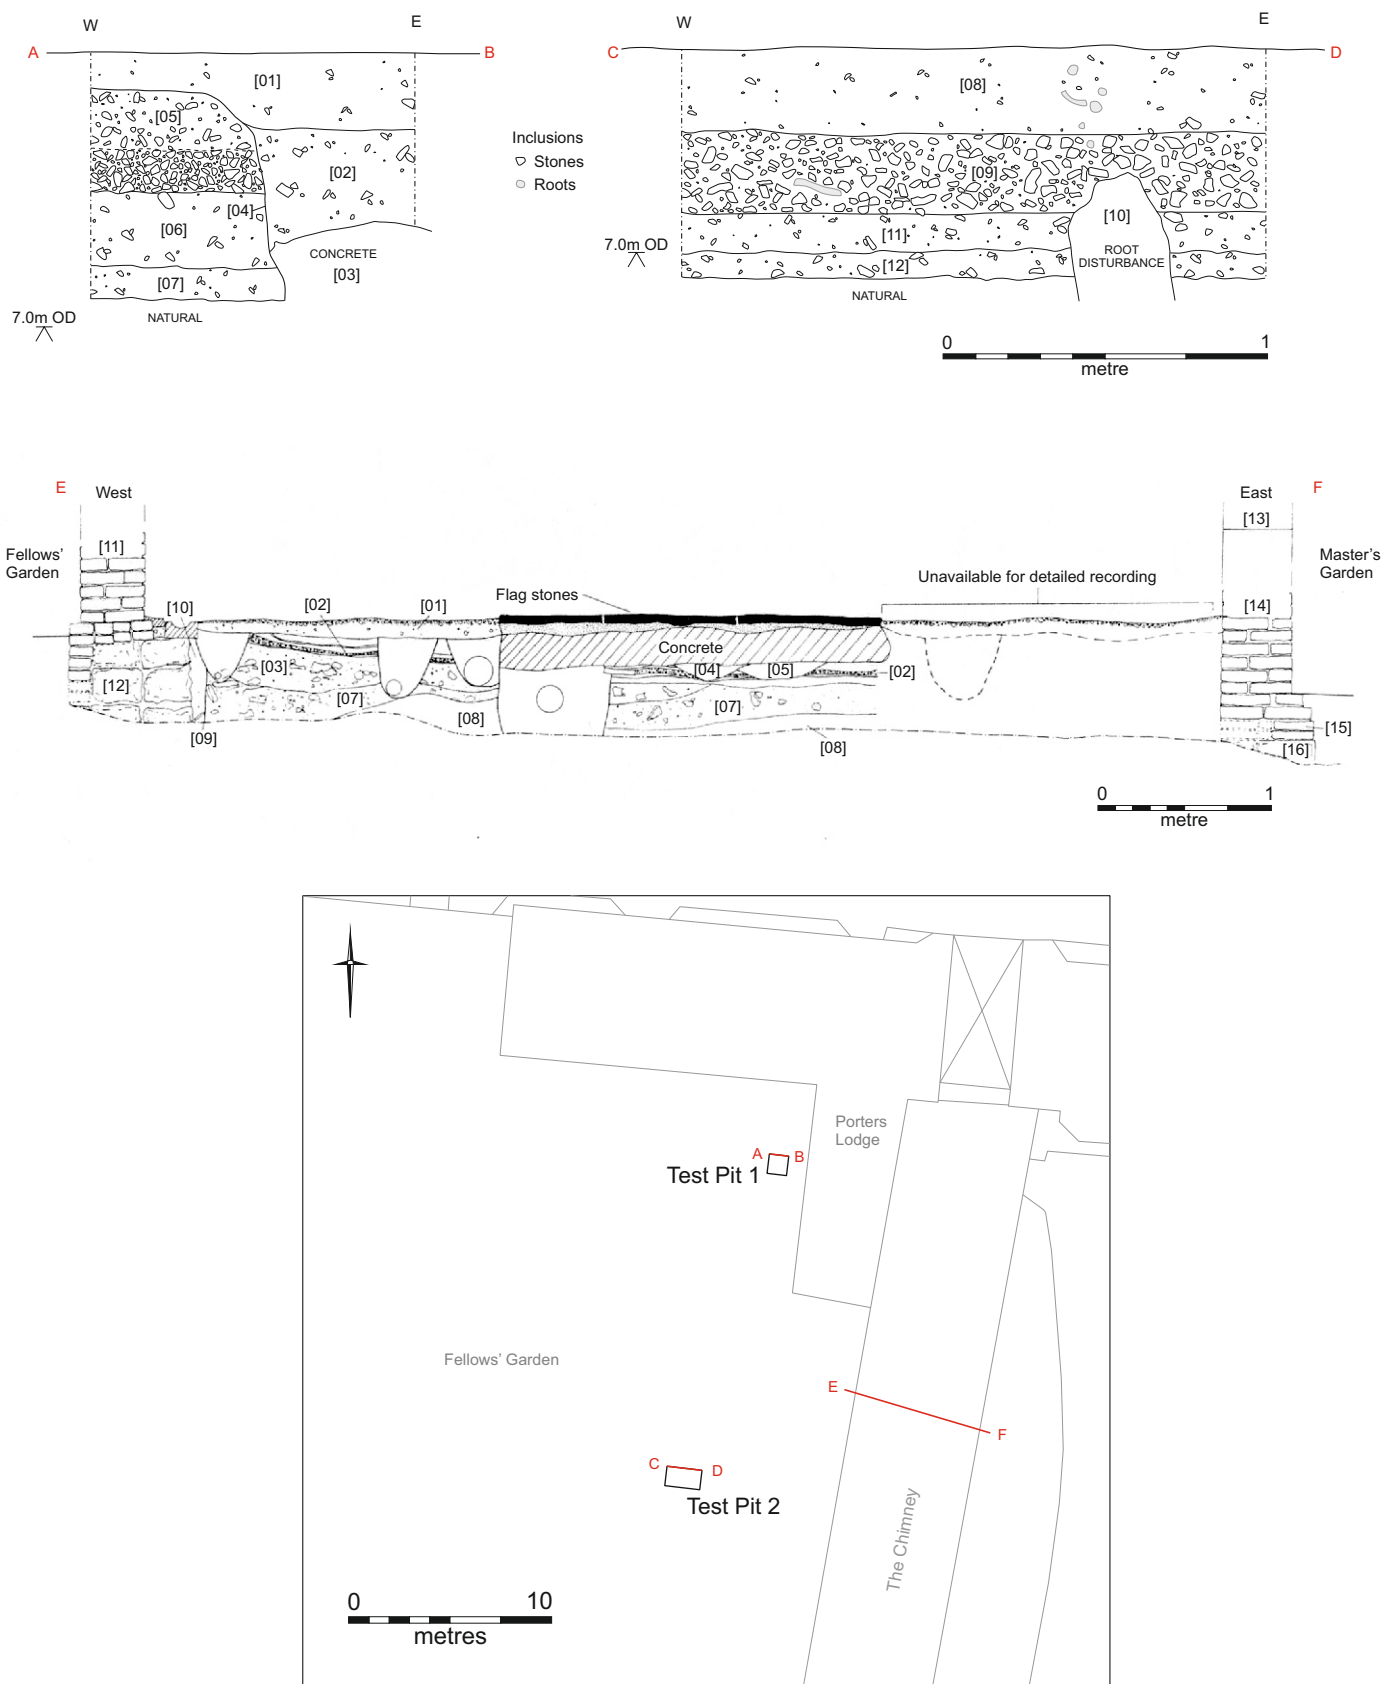 W
E
A
B
[01]
[05]
[02]
[04]
[06]
CONCRETE
[03]
[07]
7.0m OD
NATURAL
Inclusions
Stones
Roots
W
E
C
D
[08]
[09]
[10]
[11]
7.0m OD
ROOT
DISTURBANCE
[12]
NATURAL
0 1
metre
E
West
East
F
[13]
[11]
Fellows'
Garden
Master's
Garden
Unavailable for detailed recording
Flag stones
[10]
[02]
[01]
[14]
Concrete
[03]
[04]
[05]
[02]
[12]
[07]
[07]
[08]
[09]
[08]
[15]
[16]
0 1
metre
Porters
Lodge
A B
Test Pit 1
Fellows' Garden
E
F
C
D
Test Pit 2
The Chimney
0 10
metres